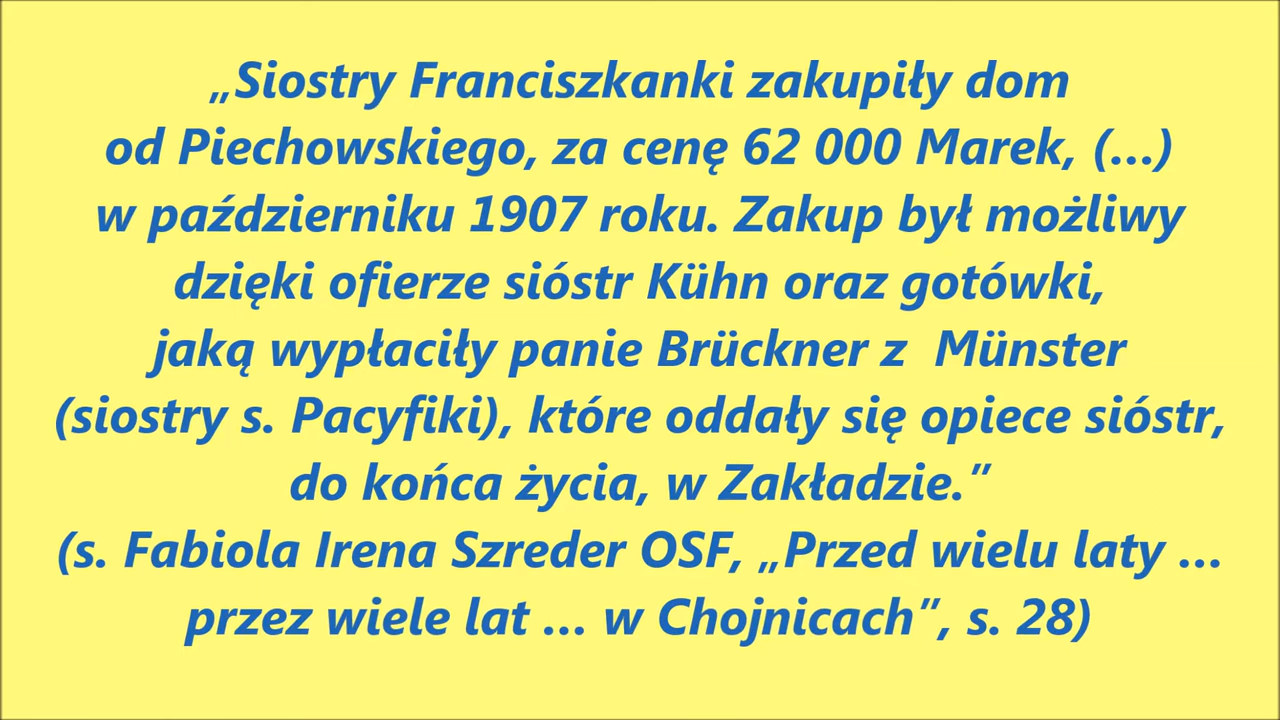 „Siostry Franciszkanki zakupiły dom
od Piechowskiego, za cenę 62 000 Marek, (...)
w październiku 1907 roku. Zakup był możliwy
dzięki ofierze sióstr Kühn oraz gotówki,
jaką wypłaciły panie Brückner z  Münster
(siostry s. Pacyfiki), które oddały się opiece sióstr,
do końca życia, w Zakładzie.”
(s. Fabiola Irena Szreder OSF, „Przed wielu laty ...
przez wiele lat ... w Chojnicach”, s. 28)